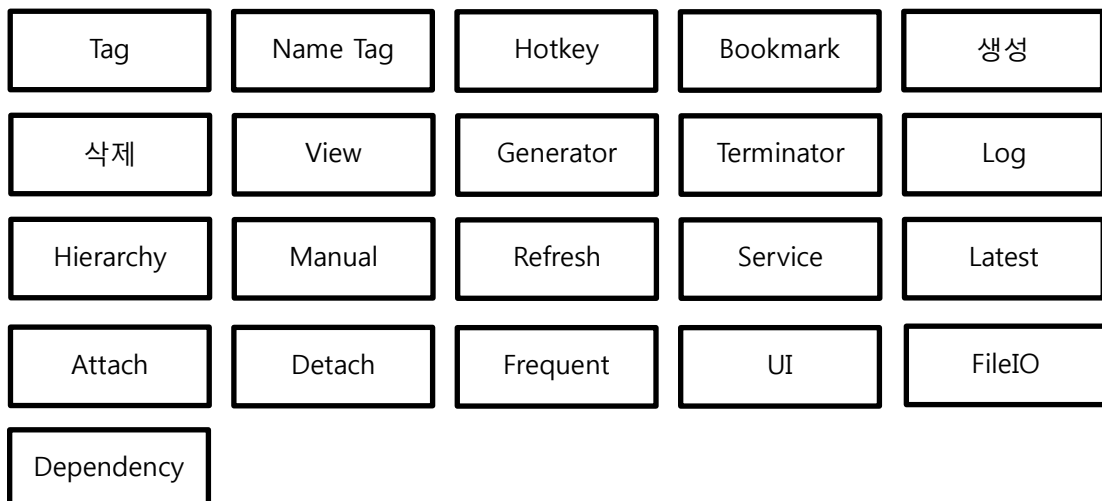 Tag
Name Tag
Hotkey
Bookmark
생성
삭제
View
Generator
Terminator
Log
Hierarchy
Manual
Refresh
Service
Latest
Attach
Detach
Frequent
UI
FileIO
Dependency